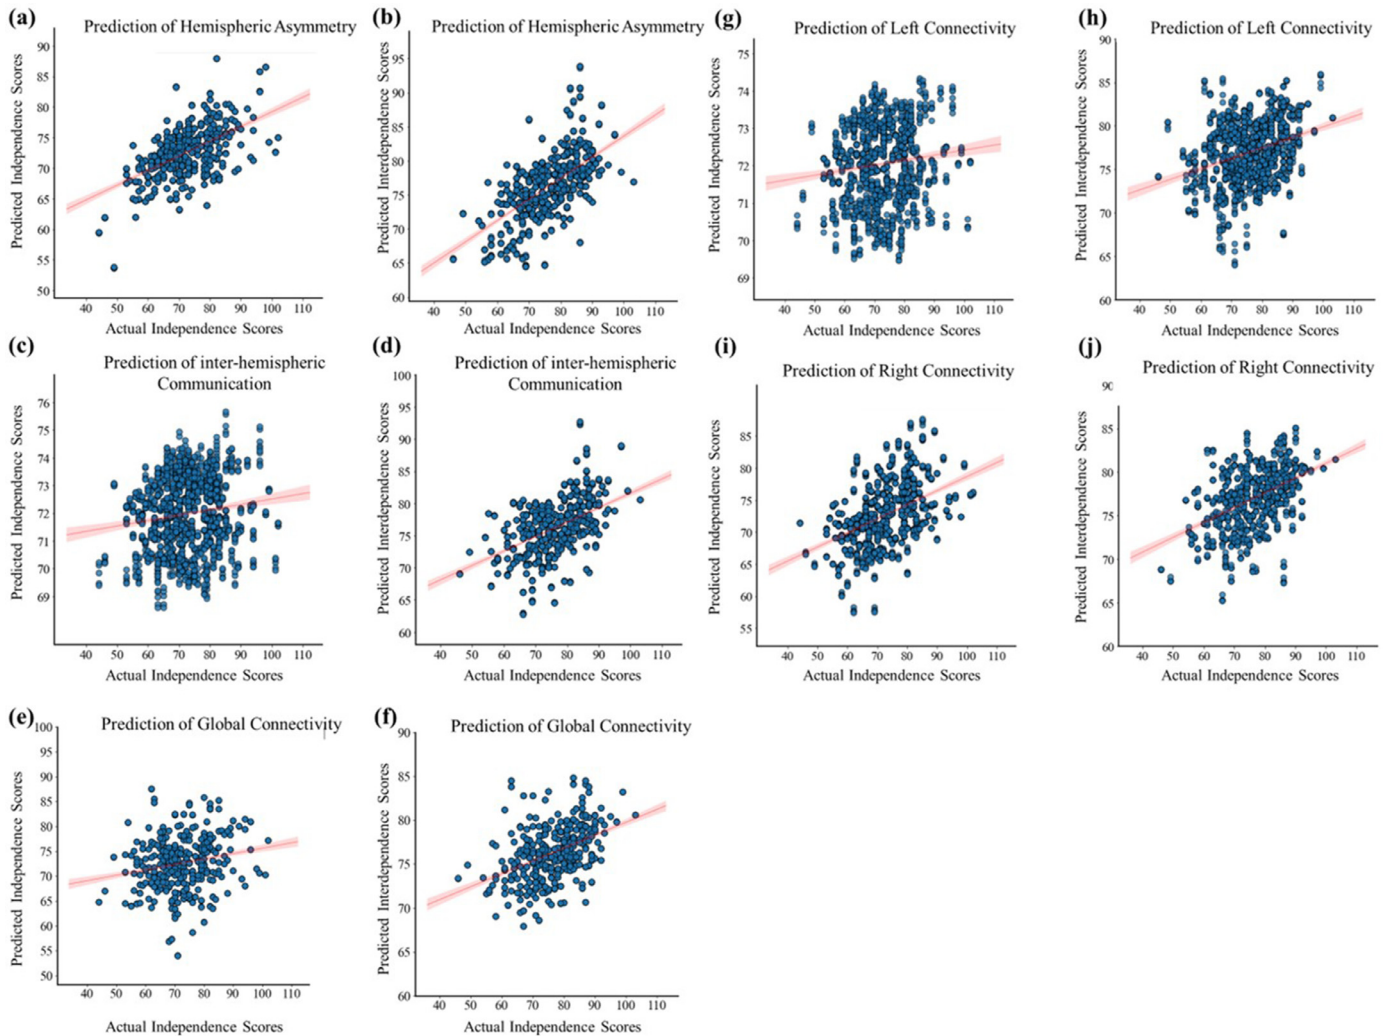 (a)
Prediction of Hemispheric Asymmetry
Predicted Independence Scores
90
85
80
75
70
65
60
55
50
40 50 60 70 80 90 100 110
Actual Independence Scores
(b)
Prediction of Hemispheric Asymmetry
Predicted Interdependence Scores
95
90
85
80
75
70
65
60
40 50 60 70 80 90 100 110
Actual Independence Scores
(g)
Prediction of Left Connectivity
Predicted Independence Scores
75
74
73
72
71
70
69
40 50 60 70 80 90 100 110
Actual Independence Scores
(h)
Prediction of Left Connectivity
Predicted Interdependence Scores
90
85
80
75
70
65
60
40 50 60 70 80 90 100 110
Actual Independence Scores
(c)
Prediction of inter-hemispheric
Communication
Predicted Independence Scores
76
75
74
73
72
71
70
69
40 50 60 70 80 90 100 110
Actual Independence Scores
(d)
Prediction of inter-hemispheric
Communication
Predicted Interdependence Scores
100
95
90
85
80
75
70
65
60
40 50 60 70 80 90 100 110
Actual Independence Scores
(i)
Prediction of Right Connectivity
Predicted Independence Scores
85
80
75
70
65
60
55
40 50 60 70 80 90 100 110
Actual Independence Scores
(j)
Prediction of Right Connectivity
Predicted Interdependence Scores
90
85
80
75
70
65
60
40 50 60 70 80 90 100 110
Actual Independence Scores
(e)
Prediction of Global Connectivity
Predicted Independence Scores
100
95
90
85
80
75
70
65
60
55
50
40 50 60 70 80 90 100 110
Actual Independence Scores
(f)
Prediction of Global Connectivity
Predicted Interdependence Scores
90
85
80
75
70
65
60
40 50 60 70 80 90 100 110
Actual Independence Scores